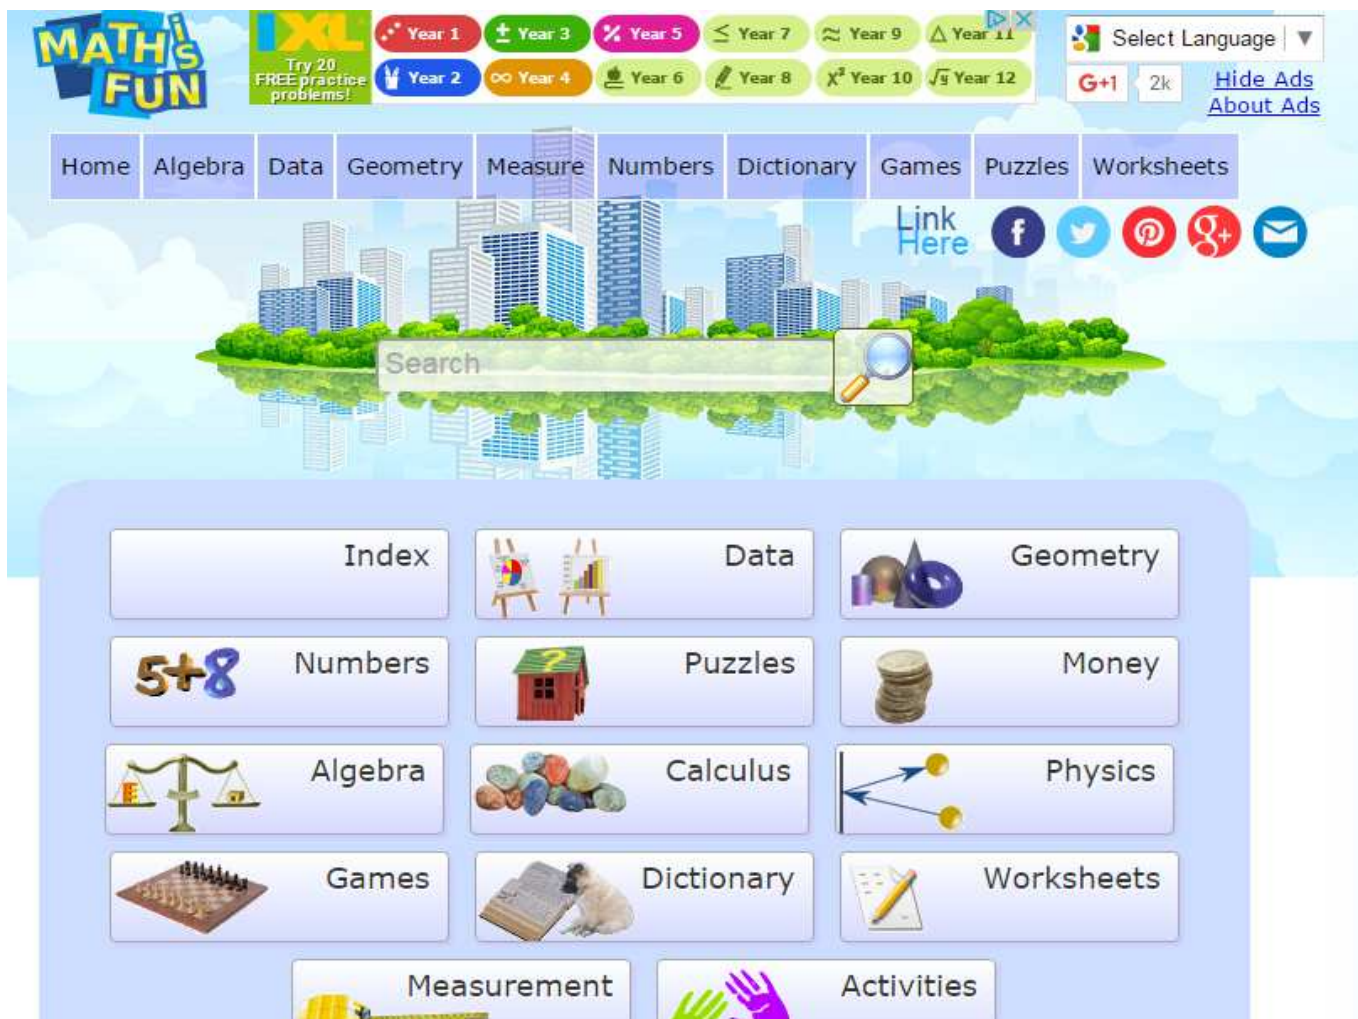 MATH is FUN
IXL
Try 20
FREE practice
problems!
Year 1
± Year 3
% Year 5
≤ Year 7
≈ Year 9
△ Year 11
Year 2
∞ Year 4
Year 6
Year 8
X² Year 10
√y Year 12
Select Language ▼
G+1 2k
Hide Ads
About Ads
Home Algebra Data Geometry Measure Numbers Dictionary Games Puzzles Worksheets
Link
Here
Search
Index
Data
Geometry
5+8 Numbers
? Puzzles
Money
Algebra
Calculus
Physics
Games
Dictionary
Worksheets
Measurement
Activities